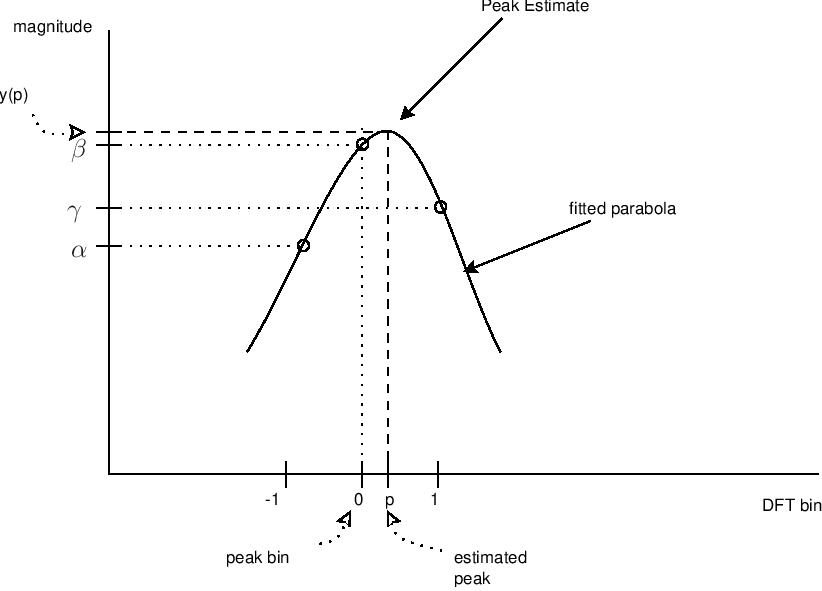 Peak Estimate
magnitude
y(p)
β
γ
fitted parabola
α
-1
0
p
1
DFT bin
peak bin
estimated
peak